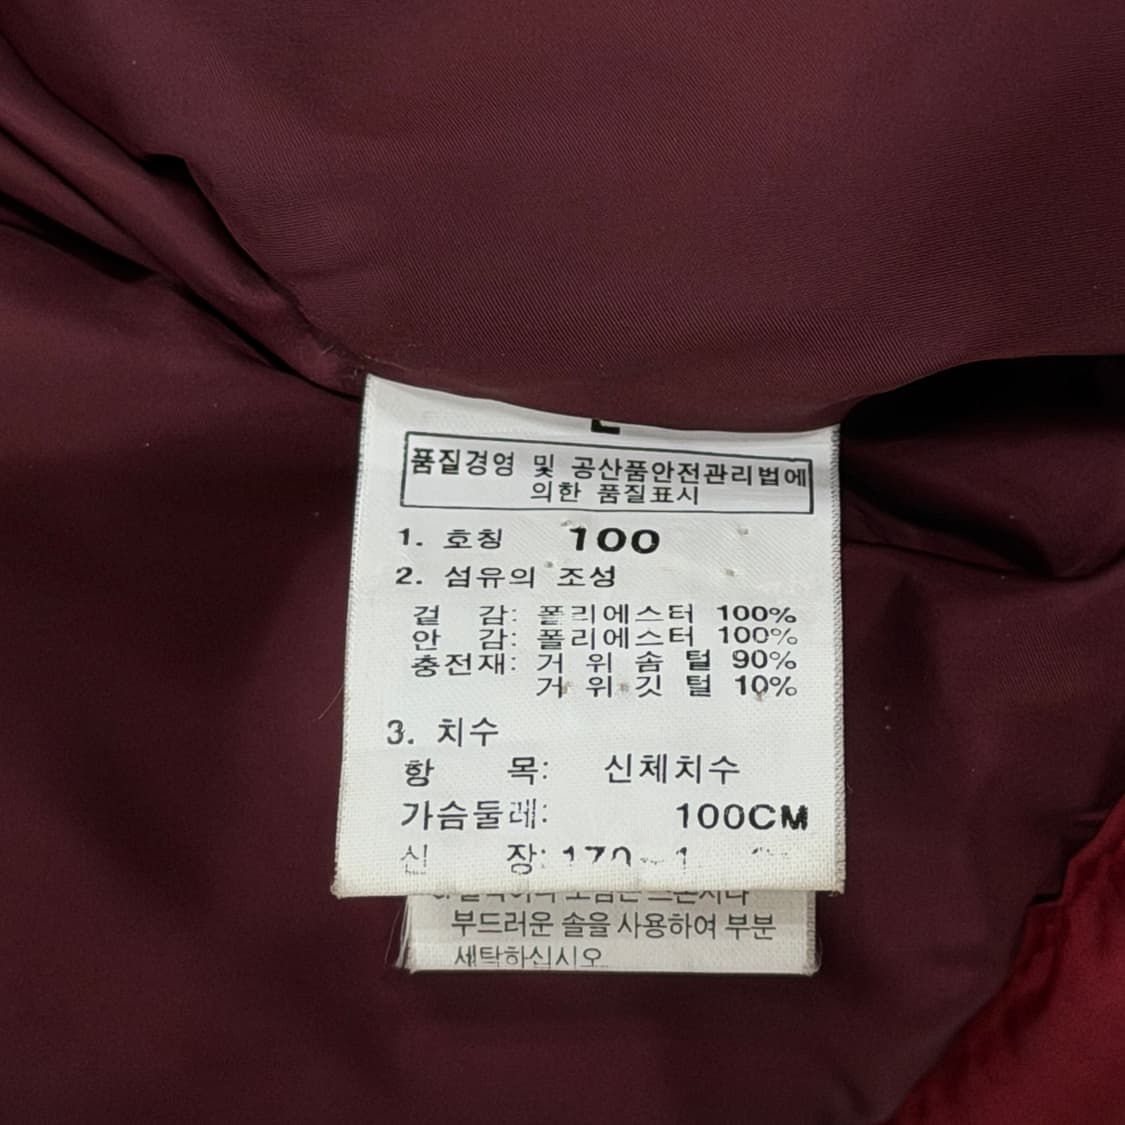 품질경영 및 공산품안전관리법에
의한 품질표시
1. 호칭 100
2. 섬유의 조성
겉 감: 폴리에스터 100%
안 감: 폴리에스터 100%
충전재: 거 위 솜 털 90%
거 위 깃 털 10%
3. 치수
항 목: 신체치수
가슴둘레: 100CM
신 장:
부드러운 솔을 사용하여 부분
세탁하십시오.